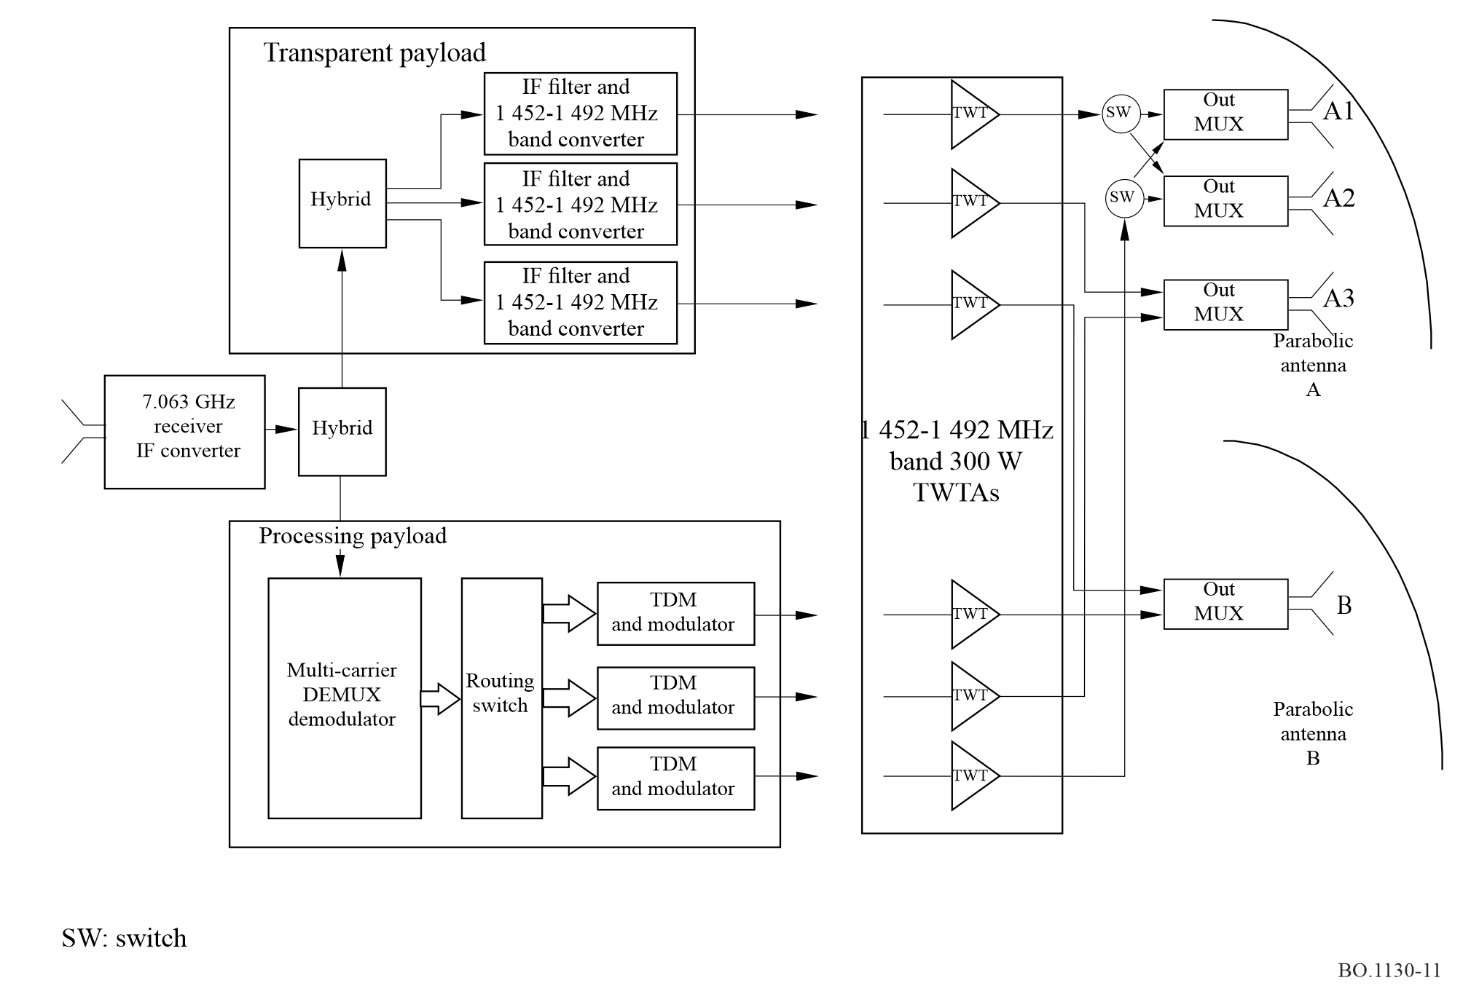 Transparent payload
IF filter and
1 452-1 492 MHz
band converter
IF filter and
1 452-1 492 MHz
band converter
IF filter and
1 452-1 492 MHz
band converter
Hybrid
7.063 GHz
receiver
IF converter
Hybrid
Processing payload
Multi-carrier
DEMUX
demodulator
Routing
switch
TDM
and modulator
TDM
and modulator
TDM
and modulator
TWT
TWT
TWT
1 452-1 492 MHz
band 300 W
TWTAs
TWT
TWT
TWT
SW
SW
Out
MUX
A1
Out
MUX
A2
Out
MUX
A3
Parabolic
antenna
A
Out
MUX
B
Parabolic
antenna
B
SW: switch
BO.1130-11